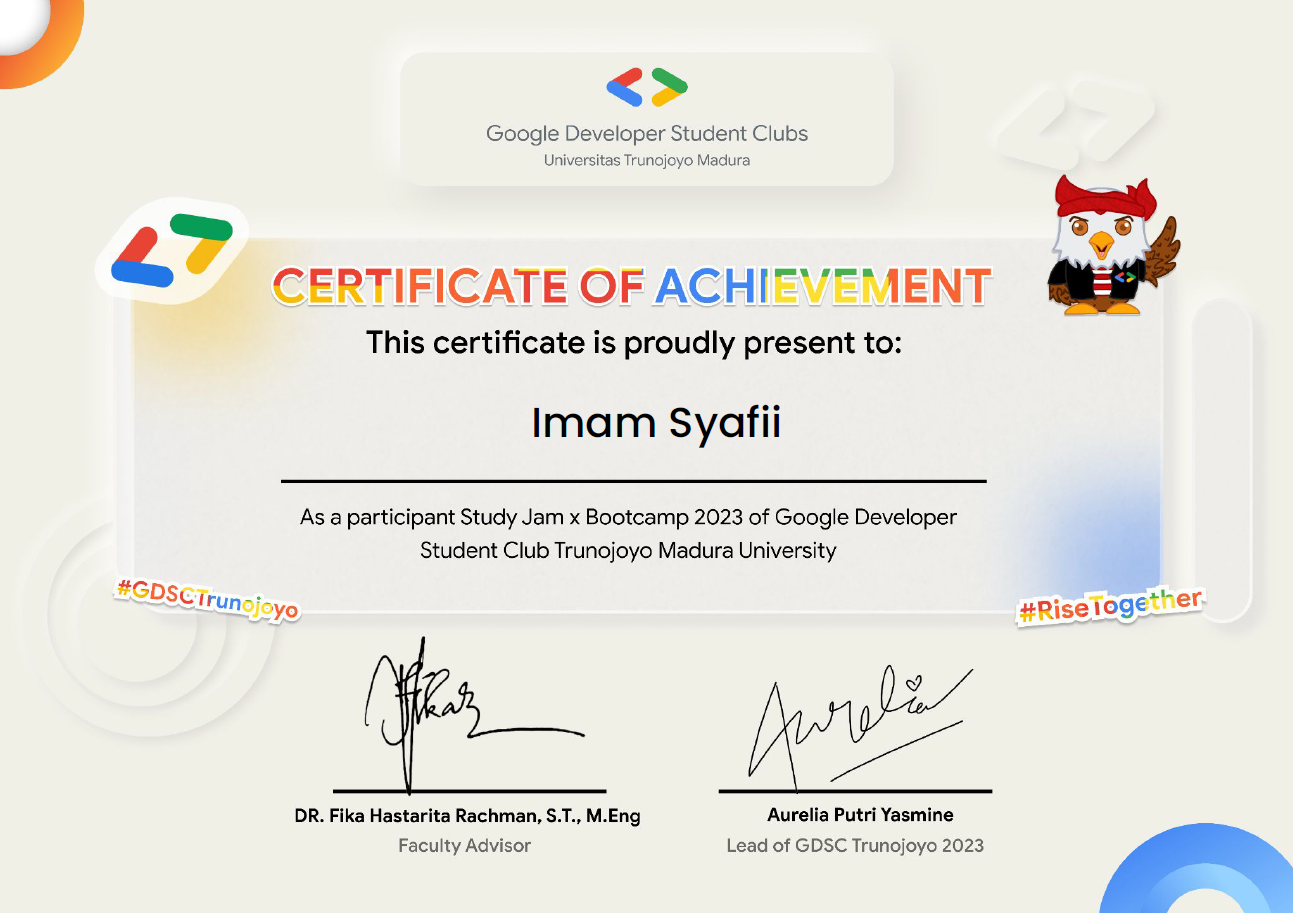 Google Developer Student Clubs
Universitas Trunojoyo Madura
CERTIFICATE OF ACHIEVEMENT
This certificate is proudly present to:
Imam Syafii
As a participant Study Jam x Bootcamp 2023 of Google Developer
Student Club Trunojoyo Madura University
#GDSCTrunojoyo
#RiseTogether
Aurelia
DR. Fika Hastarita Rachman, S.T., M.Eng
Aurelia Putri Yasmine
Faculty Advisor
Lead of GDSC Trunojoyo 2023